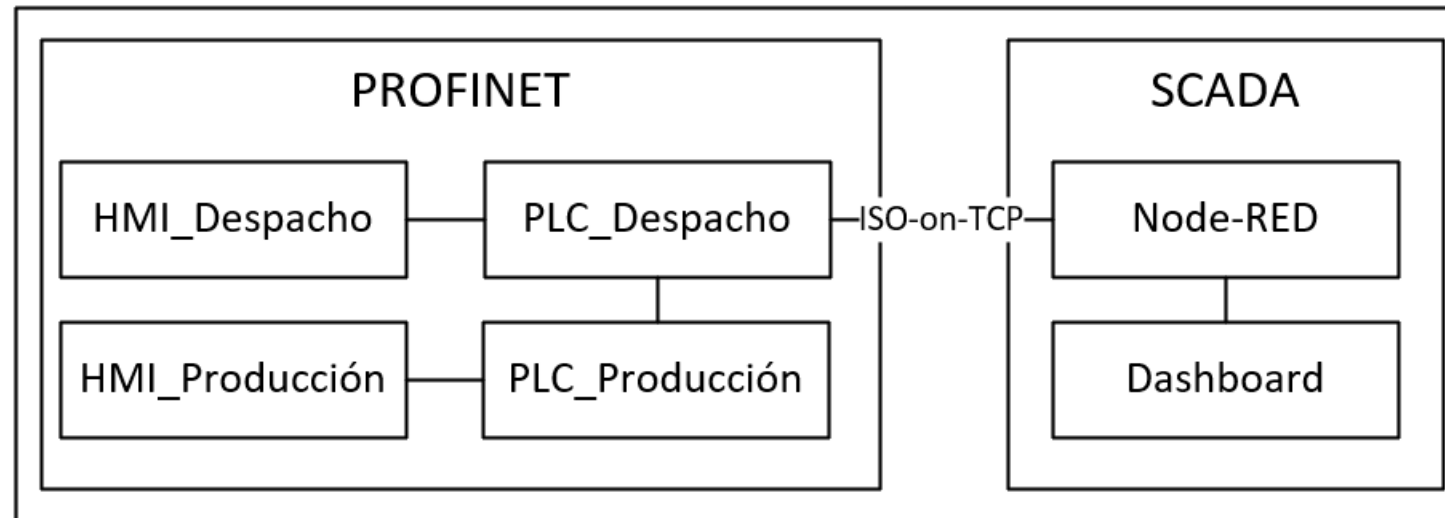 PROFINET
SCADA
HMI_Despacho
PLC_Despacho
ISO-on-TCP
Node-RED
HMI_Producción
PLC_Producción
Dashboard